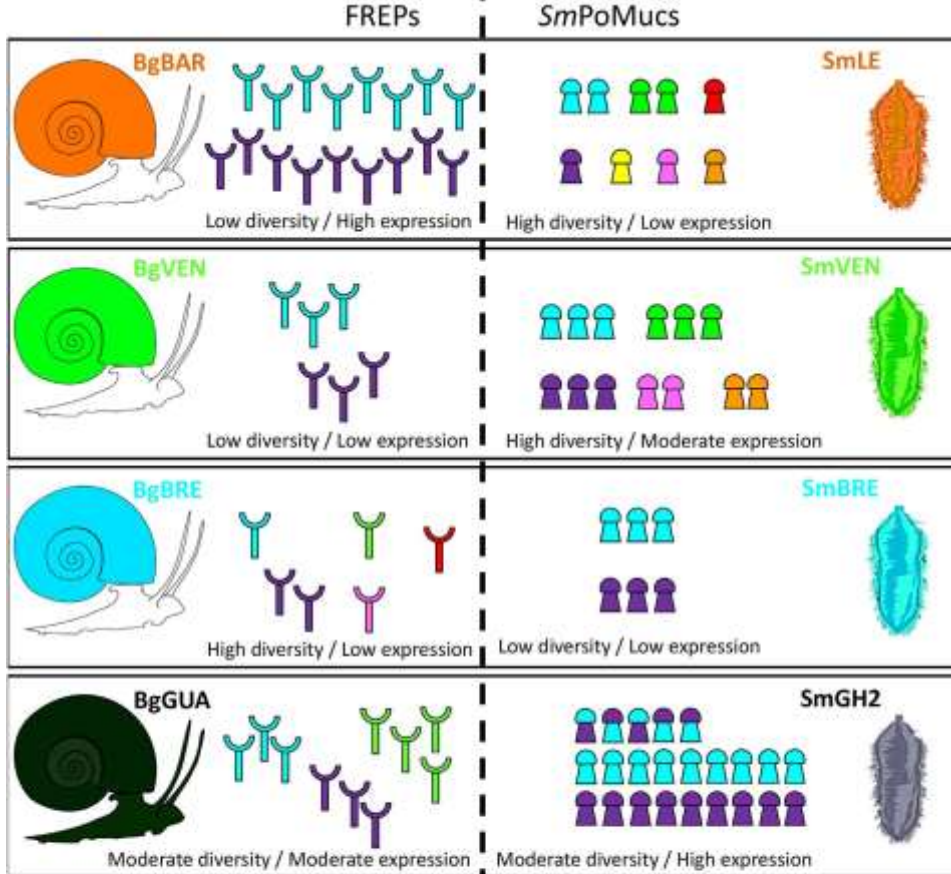 FREPs
SmPoMucs
BgBAR
SmLE
Low diversity / High expression
High diversity / Low expression
BgVEN
SmVEN
Low diversity / Low expression
High diversity / Moderate expression
BgBRE
SmBRE
High diversity / Low expression
Low diversity / Low expression
BgGUA
SmGH2
Moderate diversity / Moderate expression
Moderate diversity / High expression